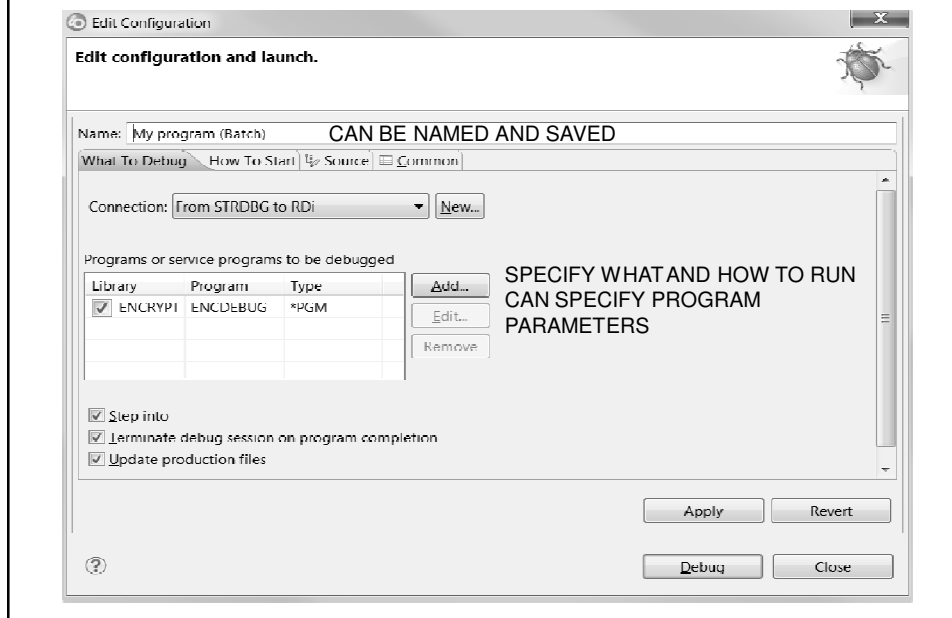 Edit Configuration
X
Edit configuration and launch.
Name: My program (Batch) CAN BE NAMED AND SAVED
What To Debug How To Start Source Common
Connection: From STRDBG to RDi New...
Programs or service programs to be debugged
Library Program Type
ENCRYPT ENCDEBUG *PGM
Add...
Edit...
Remove
SPECIFY WHAT AND HOW TO RUN
CAN SPECIFY PROGRAM
PARAMETERS
Step into
Terminate debug session on program completion
Update production files
Apply Revert
? Debug Close